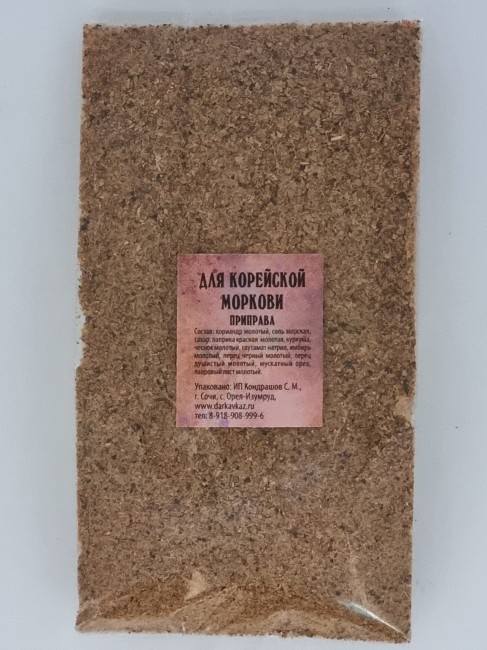 ДЛЯ КОРЕЙСКОЙ
МОРКОВИ
ПРИПРАВА
Состав: кориандр молотый, соль морская,
сахар, паприка красная молотая, куркума,
чеснок молотый, глутамат натрия, имбирь
молотый, перец черный молотый, перец
душистый молотый, мускатный орех,
лавровый лист молотый.
Упаковано: ИП Кондрашов С. М.,
г. Сочи, с. Орел-Изумруд,
www.darkavkaz.ru
тел: 8-918-908-999-6